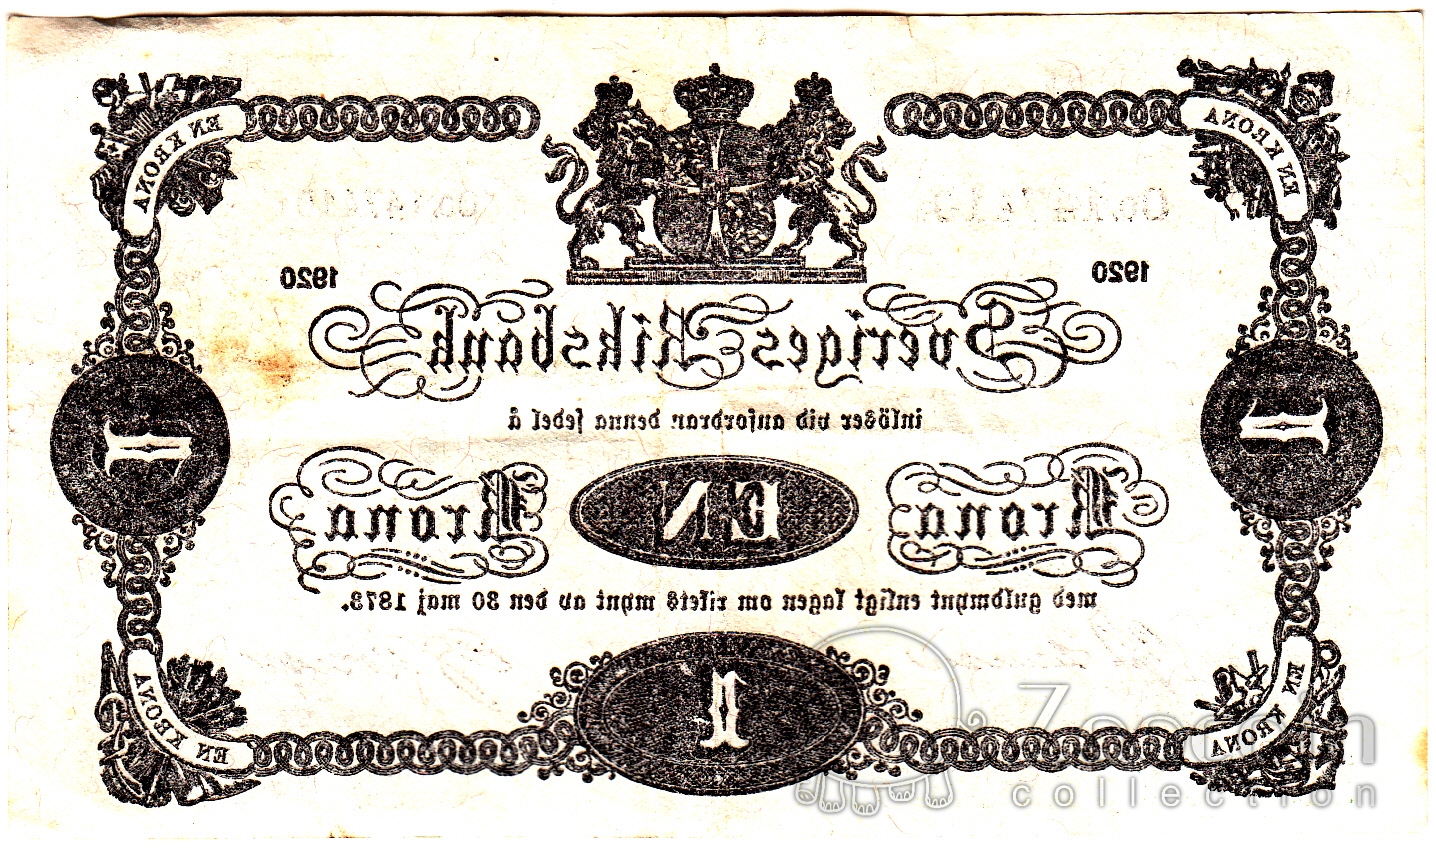 EN KRONA
EN KRONA
1920
1920
Sveriges Riksbank
inlöser vid anfordran denna sedel å
1
Krona
EN
Krona
1
med guldmynt enligt lagen om rikets mynt av den 30 maj 1873.
EN KRONA
1
EN KRONA
collection